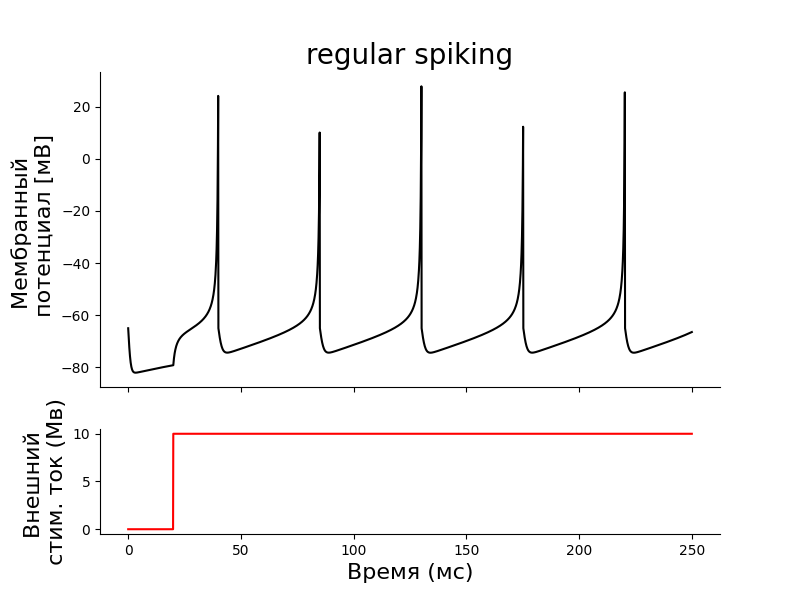 regular spiking
Мембранный
потенциал [мВ]
20
0
−20
−40
−60
−80
Внешний
стим. ток (Мв)
10
5
0
0 50 100 150 200 250
Время (мс)